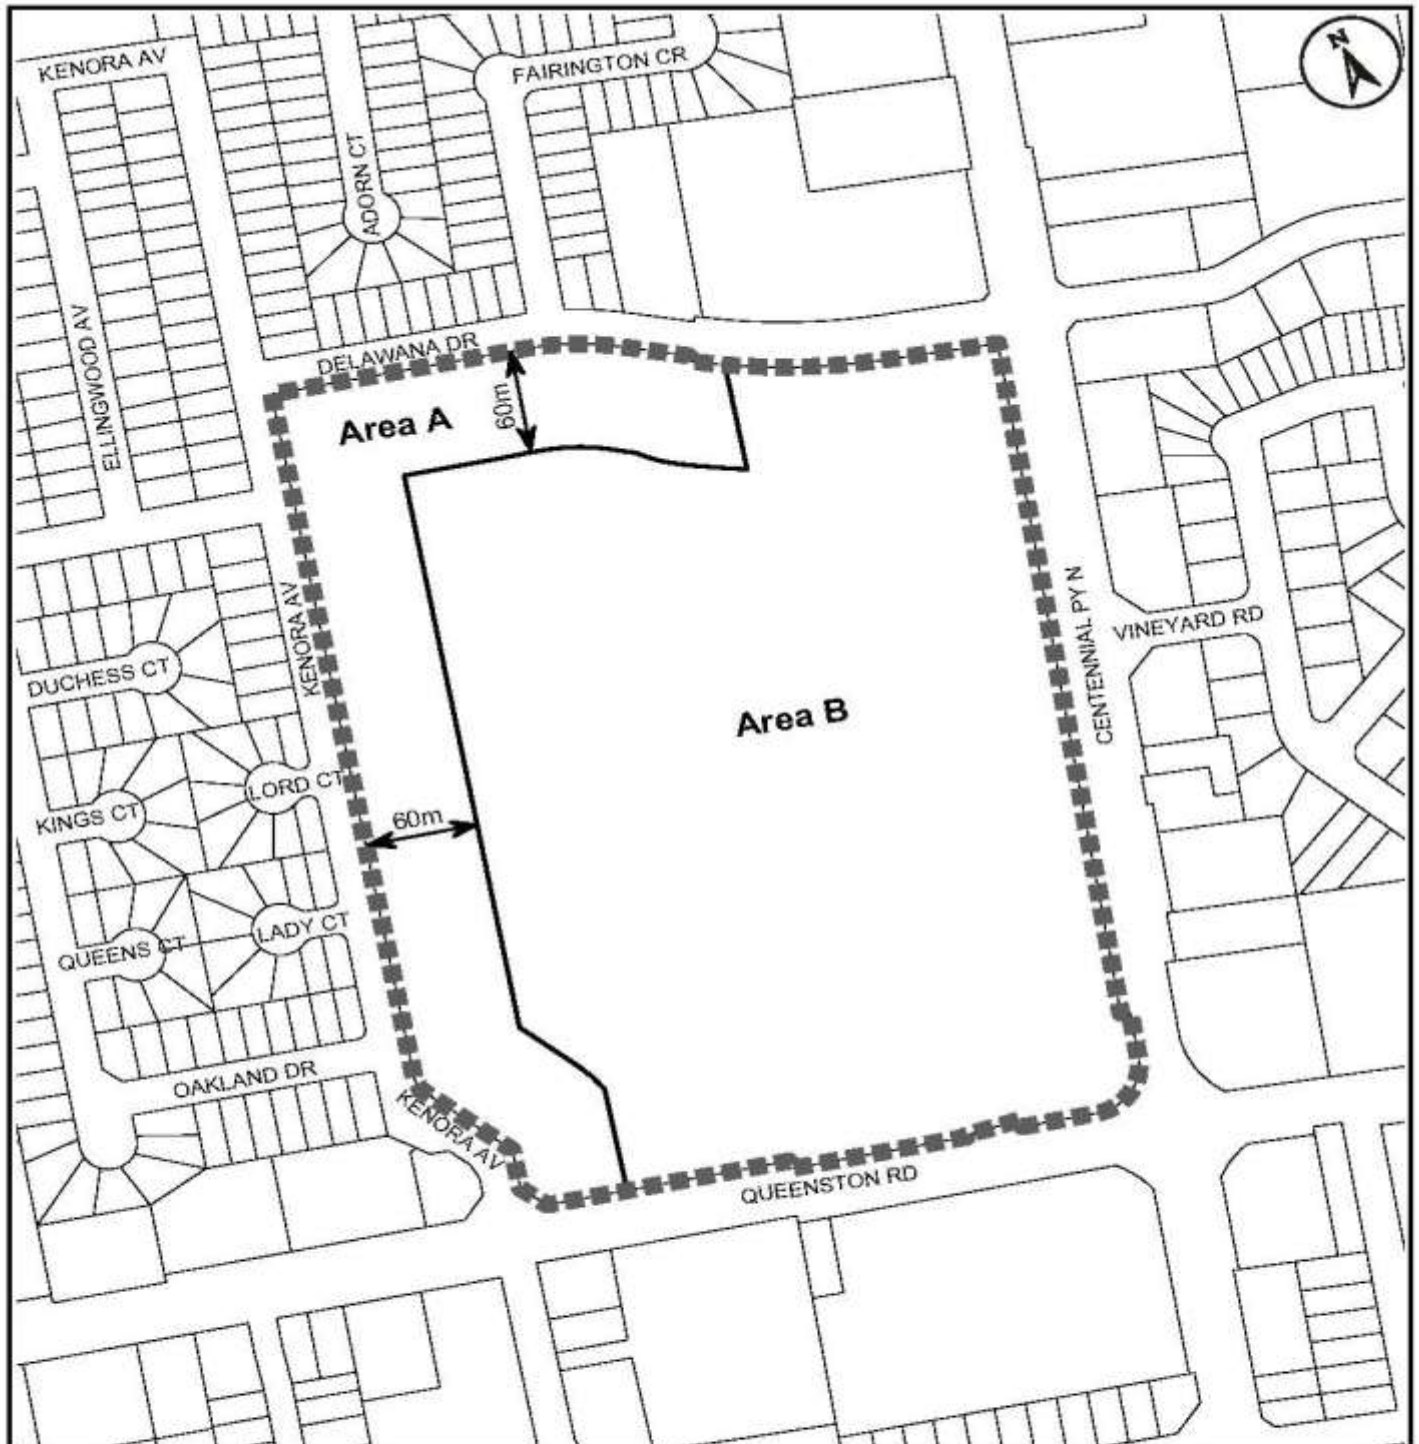 N
KENORA AV
FAIRINGTON CR
ADORN CT
ELLINGWOOD AV
DELAWANA DR
60m
Area A
KENORA AV
CENTENNIAL PY N
VINEYARD RD
DUCHESS CT
Area B
LORD CT
KINGS CT
60m
LADY CT
QUEENS CT
OAKLAND DR
KENORA AV
QUEENSTON RD